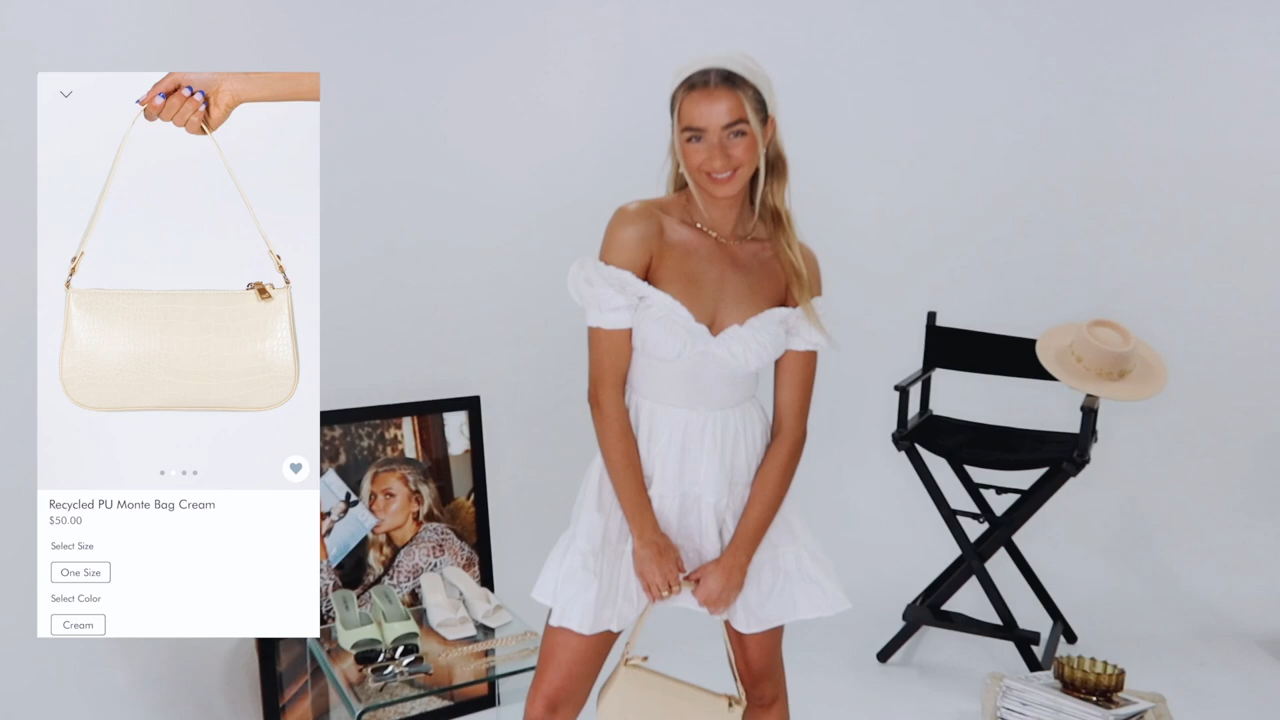 Recycled PU Monte Bag Cream
$50.00
Select Size
One Size
Select Color
Cream